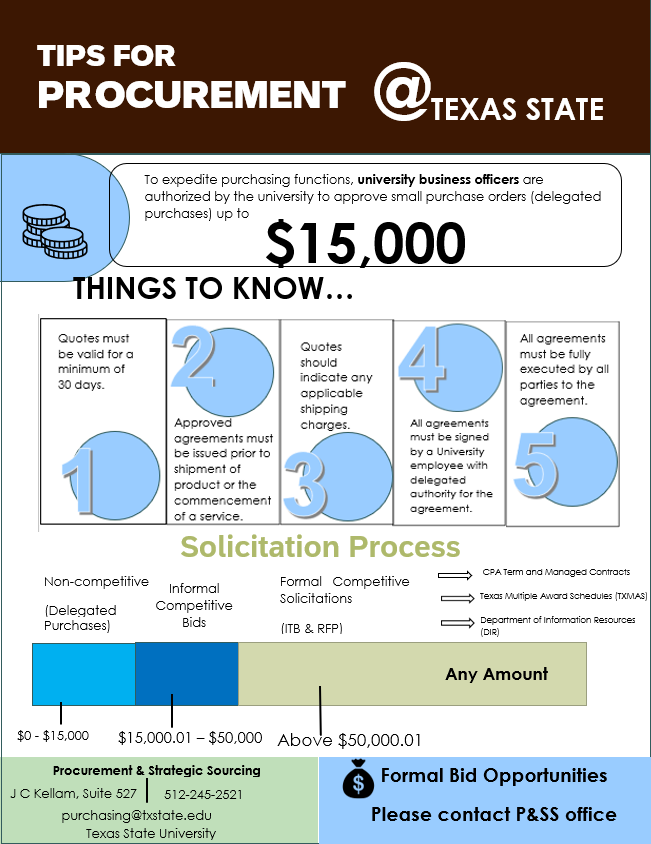 TIPS FOR
PROCUREMENT @TEXAS STATE
To expedite purchasing functions, university business officers are
authorized by the university to approve small purchase orders (delegated
purchases) up to
$15,000
THINGS TO KNOW…
Quotes must
be valid for a
minimum of
30 days.
1
2
Approved
agreements must
be issued prior to
shipment of
product or the
commencement
of a service.
Quotes
should
indicate any
applicable
shipping
charges.
3
4
All agreements
must be signed
by a University
employee with
delegated
authority for the
agreement.
All agreements
must be fully
executed by all
parties to the
agreement.
5
Solicitation Process
Non-competitive
(Delegated
Purchases)
Informal
Competitive
Bids
Formal Competitive
Solicitations
(ITB & RFP)
CPA Term and Managed Contracts
Texas Multiple Award Schedules (TXMAS)
Department of Information Resources
(DIR)
Any Amount
$0 - $15,000
$15,000.01 – $50,000
Above $50,000.01
Procurement & Strategic Sourcing
J C Kellam, Suite 527 | 512-245-2521
purchasing@txstate.edu
Texas State University
$
Formal Bid Opportunities
Please contact P&SS office